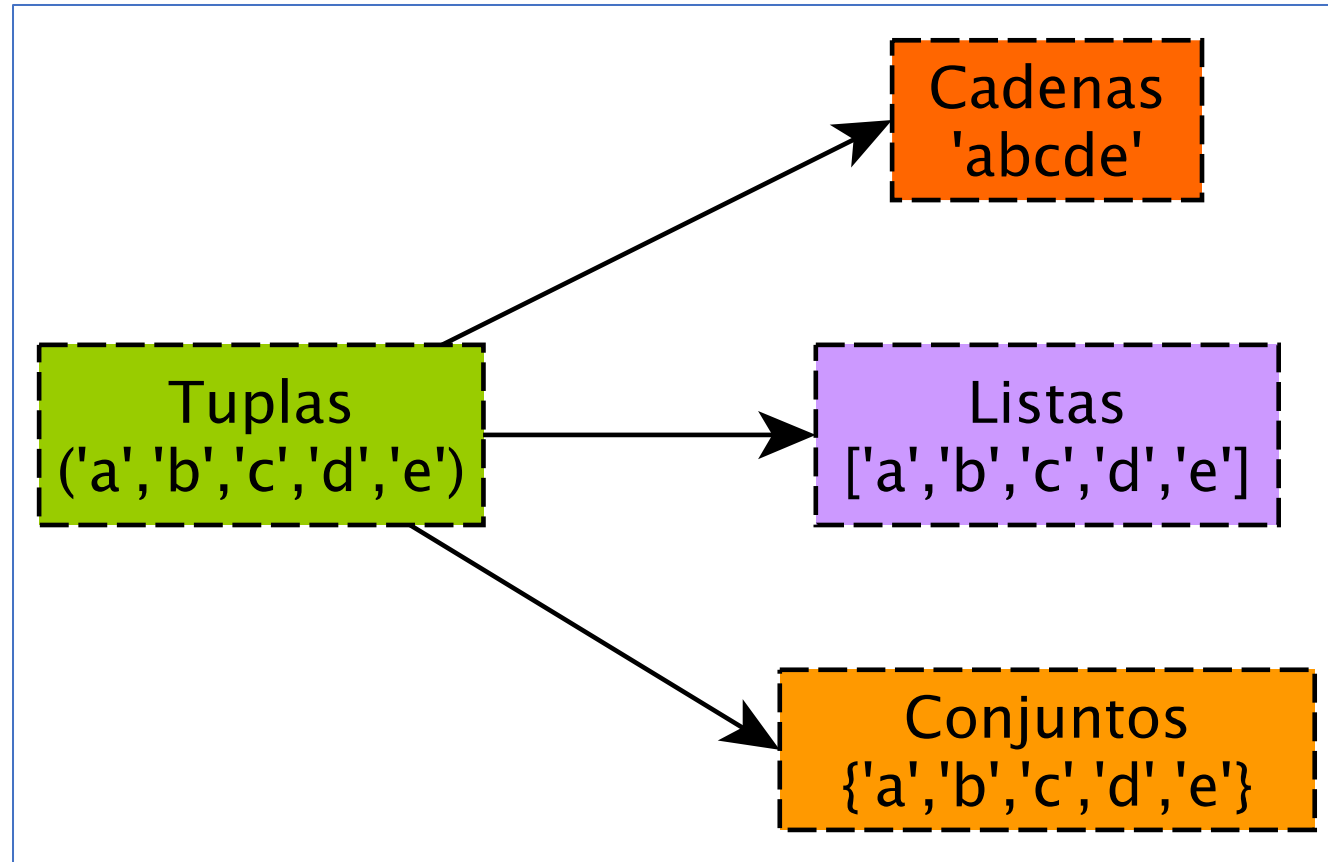 Cadenas
'abcde'
Tuplas
('a','b','c','d','e')
Listas
['a','b','c','d','e']
Conjuntos
{'a','b','c','d','e'}